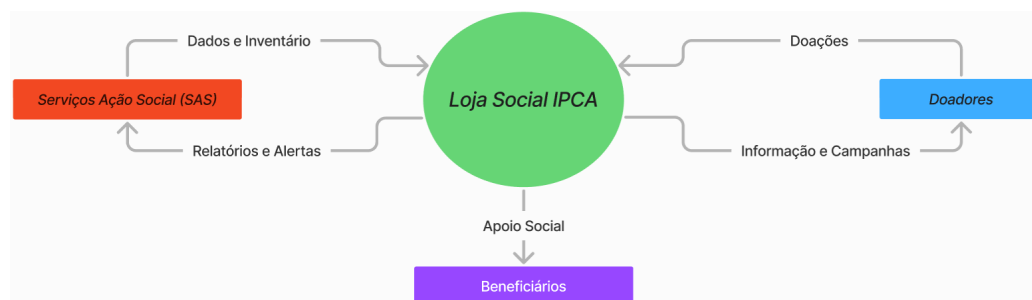 Dados e Inventário
Doações
Serviços Ação Social (SAS)
Loja Social IPCA
Doadores
Relatórios e Alertas
Informação e Campanhas
Apoio Social
Beneficiários